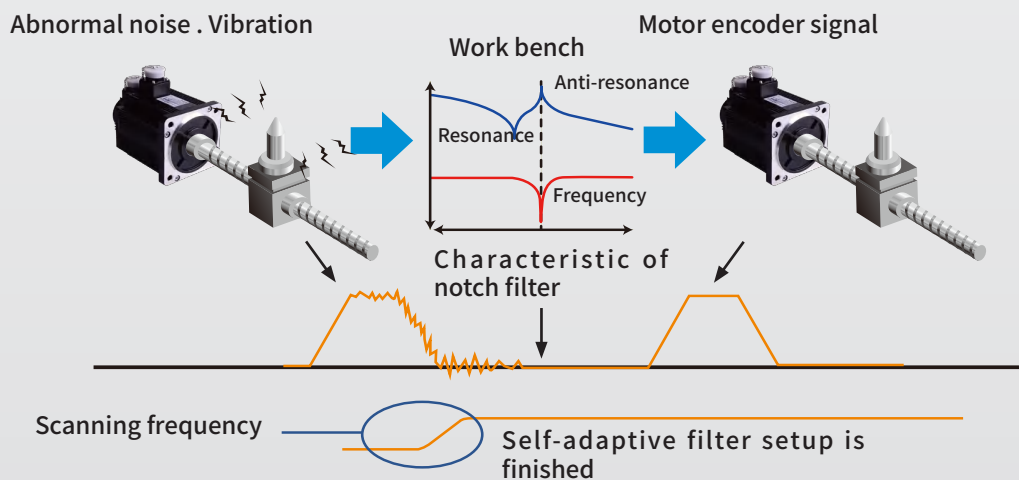 Abnormal noise . Vibration
Motor encoder signal
Work bench
Anti-resonance
Resonance
Frequency
Characteristic of
notch filter
Scanning frequency
Self-adaptive filter setup is
finished